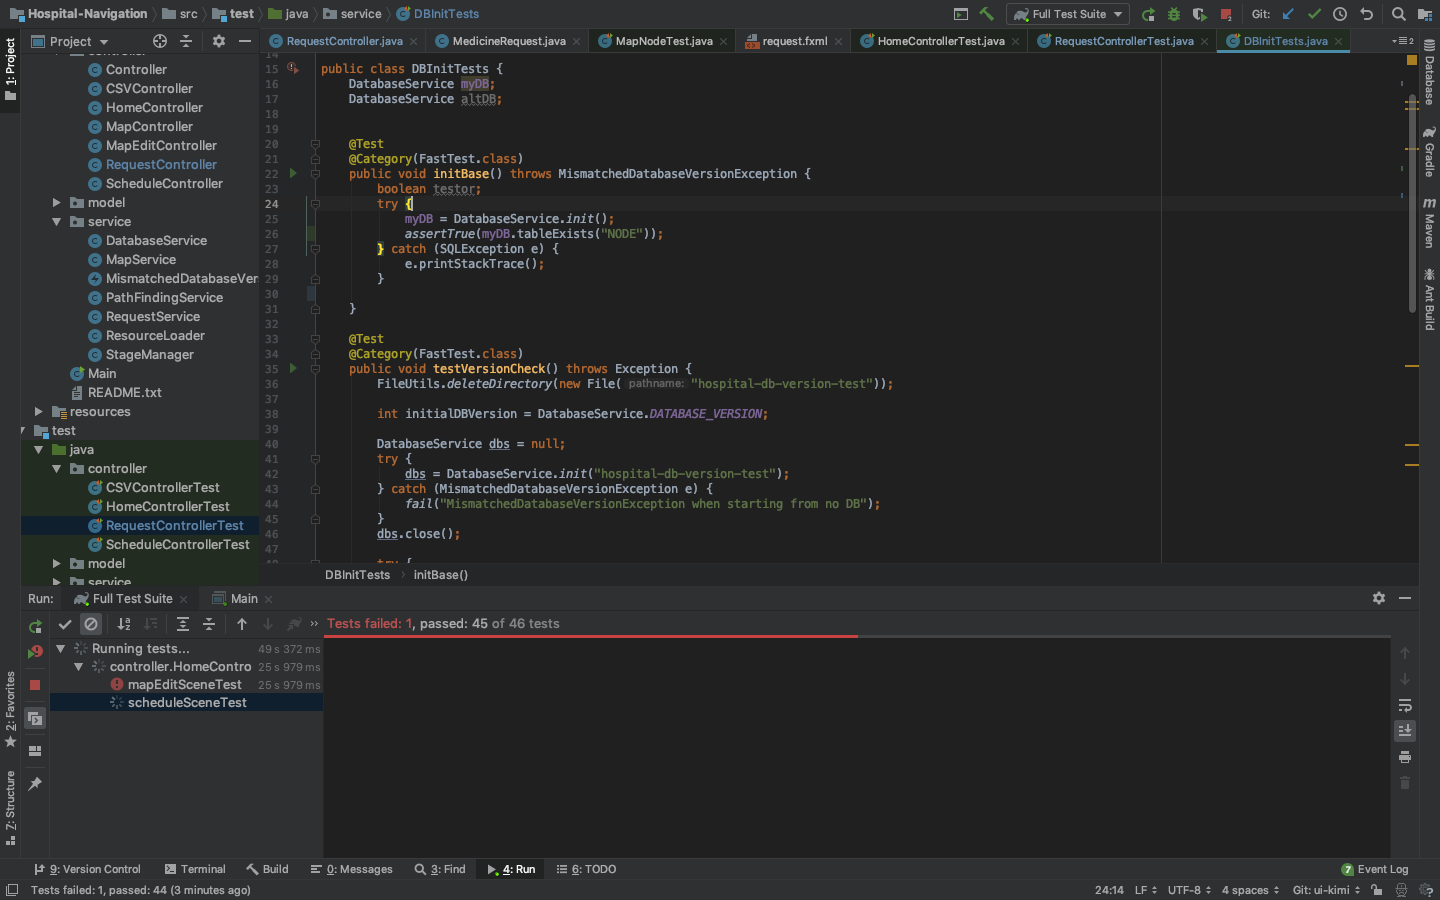 Hospital-Navigation src test java service DBInitTests Full Test Suite Git:
1: Project
Project
RequestController.java MedicineRequest.java MapNodeTest.java request.fxml HomeControllerTest.java RequestControllerTest.java DBInitTests.java
Controller
CSVController
HomeController
MapController
MapEditController
RequestController
ScheduleController
model
service
DatabaseService
MapService
MismatchedDatabaseVer
PathFindingService
RequestService
ResourceLoader
StageManager
Main
README.txt
resources
test
java
controller
CSVControllerTest
HomeControllerTest
RequestControllerTest
ScheduleControllerTest
model
service
15 public class DBInitTests {
16 DatabaseService myDB;
17 DatabaseService altDB;
18
19
20 @Test
21 @Category(FastTest.class)
22 public void initBase() throws MismatchedDatabaseVersionException {
23 boolean testor;
24 try {
25 myDB = DatabaseService.init();
26 assertTrue(myDB.tableExists("NODE"));
27 } catch (SQLException e) {
28 e.printStackTrace();
29 }
30
31 }
32
33 @Test
34 @Category(FastTest.class)
35 public void testVersionCheck() throws Exception {
36 FileUtils.deleteDirectory(new File( pathname: "hospital-db-version-test"));
37
38 int initialDBVersion = DatabaseService.DATABASE_VERSION;
39
40 DatabaseService dbs = null;
41 try {
42 dbs = DatabaseService.init("hospital-db-version-test");
43 } catch (MismatchedDatabaseVersionException e) {
44 fail("MismatchedDatabaseVersionException when starting from no DB");
45 }
46 dbs.close();
47
try {
DBInitTests initBase()
Database
Gradle
Maven
Ant Build
Run: Full Test Suite Main
Tests failed: 1, passed: 45 of 46 tests
Running tests... 49 s 372 ms
controller.HomeContro 25 s 979 ms
mapEditSceneTest 25 s 979 ms
scheduleSceneTest
2: Favorites
Z: Structure
9: Version Control Terminal Build 0: Messages 3: Find 4: Run 6: TODO 7 Event Log
Tests failed: 1, passed: 44 (3 minutes ago) 24:14 LF UTF-8 4 spaces Git: ui-kimi